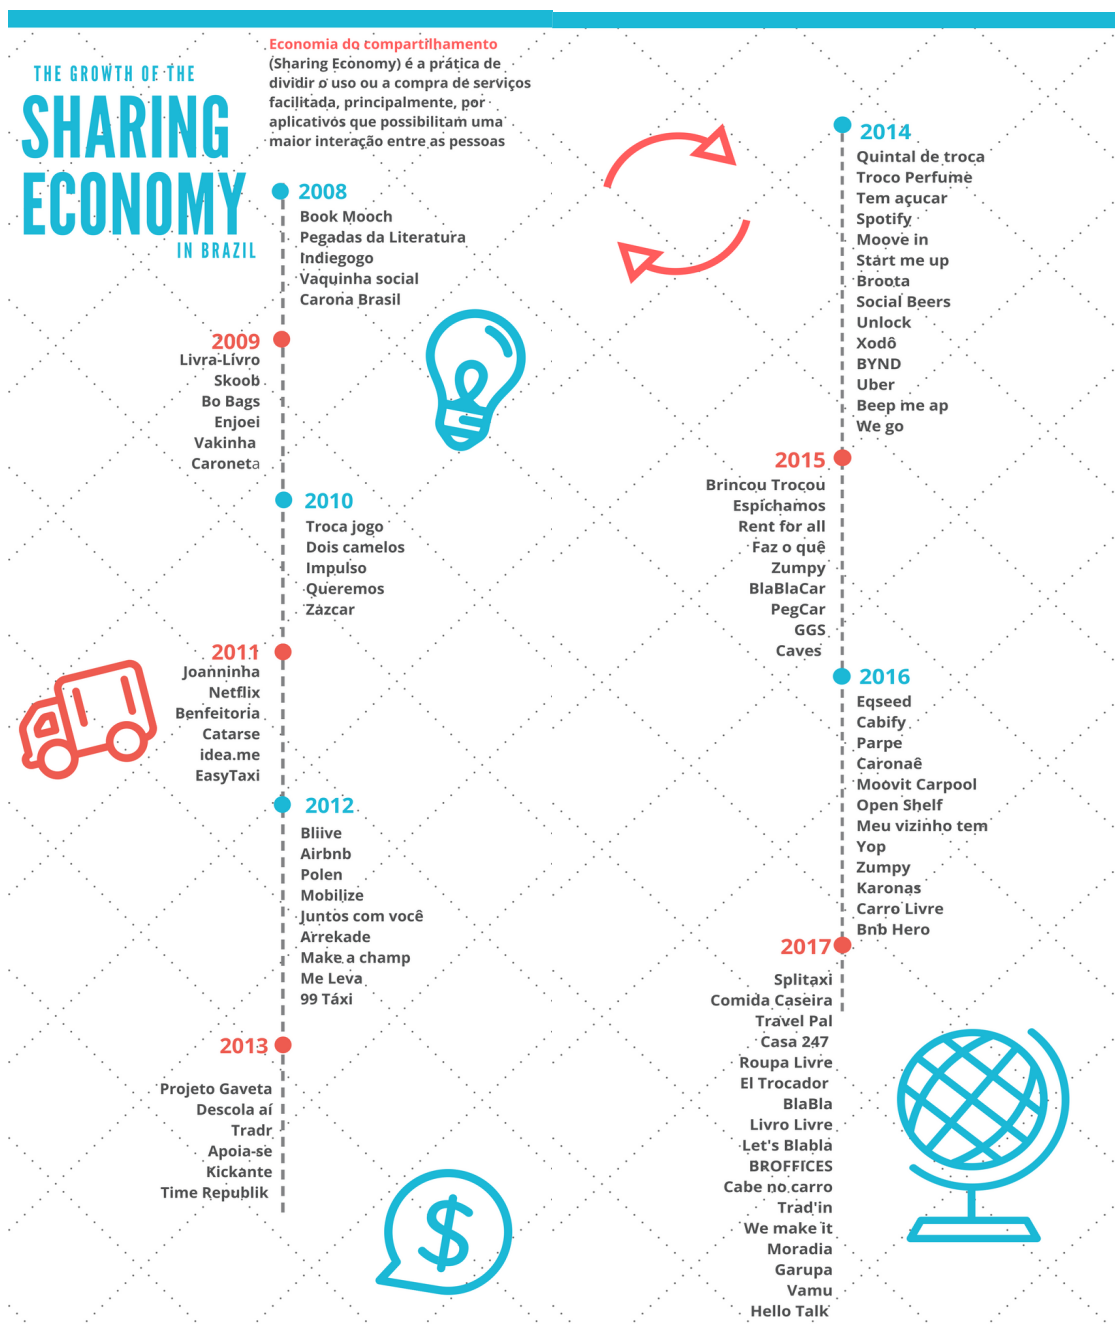 THE GROWTH OF THE
SHARING
ECONOMY
IN BRAZIL
Economia do compartilhamento
(Sharing Economy) é a prática de
dividir o uso ou a compra de serviços
facilitada, principalmente, por
aplicativos que possibilitam uma
maior interação entre as pessoas
2008
Book Mooch
Pegadas da Literatura
Indiegogo
Vaquinha social
Carona Brasil
2009
Livra-Livro
Skoob
Bo Bags
Enjoei
Vakinha
Caroneta
2010
Troca jogo
Dois camelos
Impulso
Queremos
Zazcar
2011
Joanninha
Netflix
Benfeitoria
Catarse
idea.me
EasyTaxi
2012
Bliive
Airbnb
Polen
Mobilize
Juntos com você
Arrekade
Make a champ
Me Leva
99 Táxi
2013
Projeto Gaveta
Descola aí
Tradr
Apoia-se
Kickante
Time Republik
2014
Quintal de troca
Troco Perfume
Tem açucar
Spotify
Moove in
Start me up
Broota
Social Beers
Unlock
Xodô
BYND
Uber
Beep me ap
We go
2015
Brincou Trocou
Espichamos
Rent for all
Faz o quê
Zumpy
BlaBlaCar
PegCar
GGS
Caves
2016
Eqseed
Cabify
Parpe
Caronaê
Moovit Carpool
Open Shelf
Meu vizinho tem
Yop
Zumpy
Karonas
Carro Livre
Bnb Hero
2017
Splitaxi
Comida Caseira
Travel Pal
Casa 247
Roupa Livre
El Trocador
BlaBla
Livro Livre
Let's Blabla
BROFFICES
Cabe no carro
Trad'in
We make it
Moradia
Garupa
Vamu
Hello Talk
$